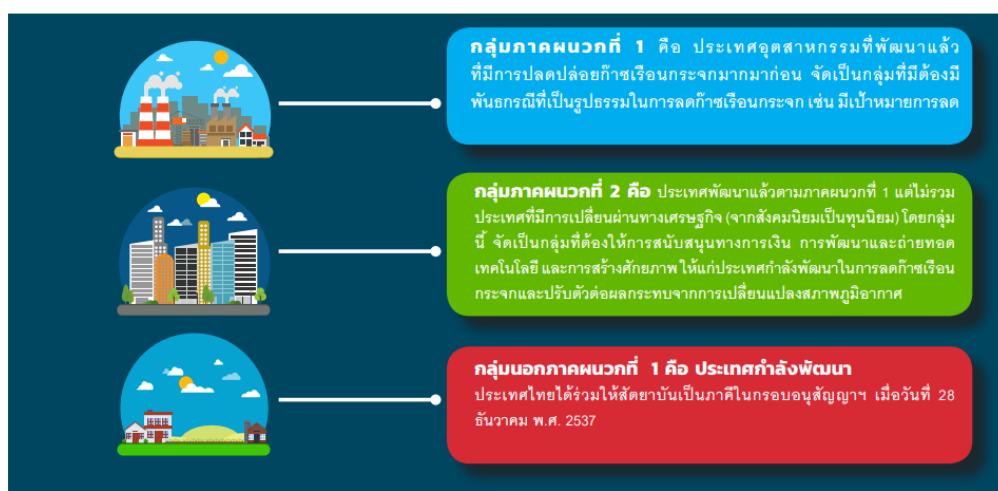 กลุ่มภาคผนวกที่ 1 คือ ประเทศอุตสาหกรรมที่พัฒนาแล้ว
ที่มีการปลดปล่อยก๊าซเรือนกระจกมากมาก่อน จัดเป็นกลุ่มที่มีต้องมี
พันธกรณีที่เป็นรูปธรรมในการลดก๊าซเรือนกระจก เช่น มีเป้าหมายการลด
กลุ่มภาคผนวกที่ 2 คือ ประเทศพัฒนาแล้วตามภาคผนวกที่ 1 แต่ไม่รวม
ประเทศที่มีการเปลี่ยนผ่านทางเศรษฐกิจ (จากสังคมนิยมเป็นทุนนิยม) โดยกลุ่ม
นี้ จัดเป็นกลุ่มที่ต้องให้การสนับสนุนทางการเงิน การพัฒนาและถ่ายทอด
เทคโนโลยี และการสร้างศักยภาพ ให้แก่ประเทศกำลังพัฒนาในการลดก๊าซเรือน
กระจกและปรับตัวต่อผลกระทบจากการเปลี่ยนแปลงสภาพภูมิอากาศ
กลุ่มนอกภาคผนวกที่ 1 คือ ประเทศกำลังพัฒนา
ประเทศไทยได้ร่วมให้สัตยาบันเป็นภาคีในกรอบอนุสัญญาฯ เมื่อวันที่ 28
ธันวาคม พ.ศ. 2537